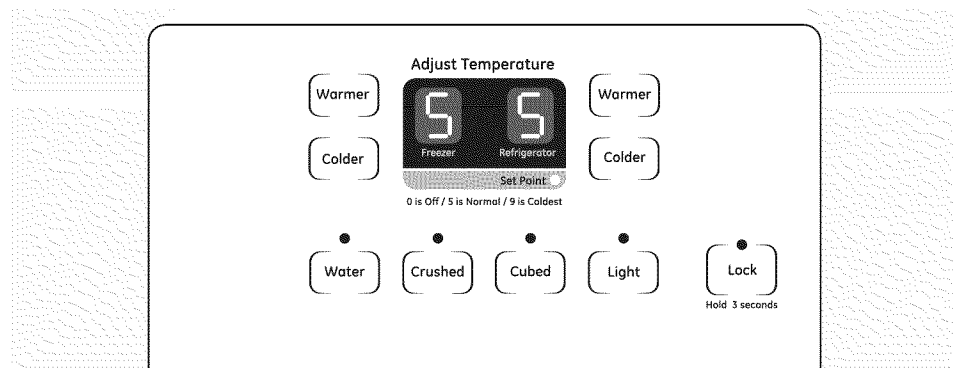 Adjust Temperature
Warmer
5 5
Warmer
Freezer Refrigerator
Colder
Colder
Set Point
0 is Off / 5 is Normal / 9 is Coldest
Water Crushed Cubed Light Lock
Hold 3 seconds